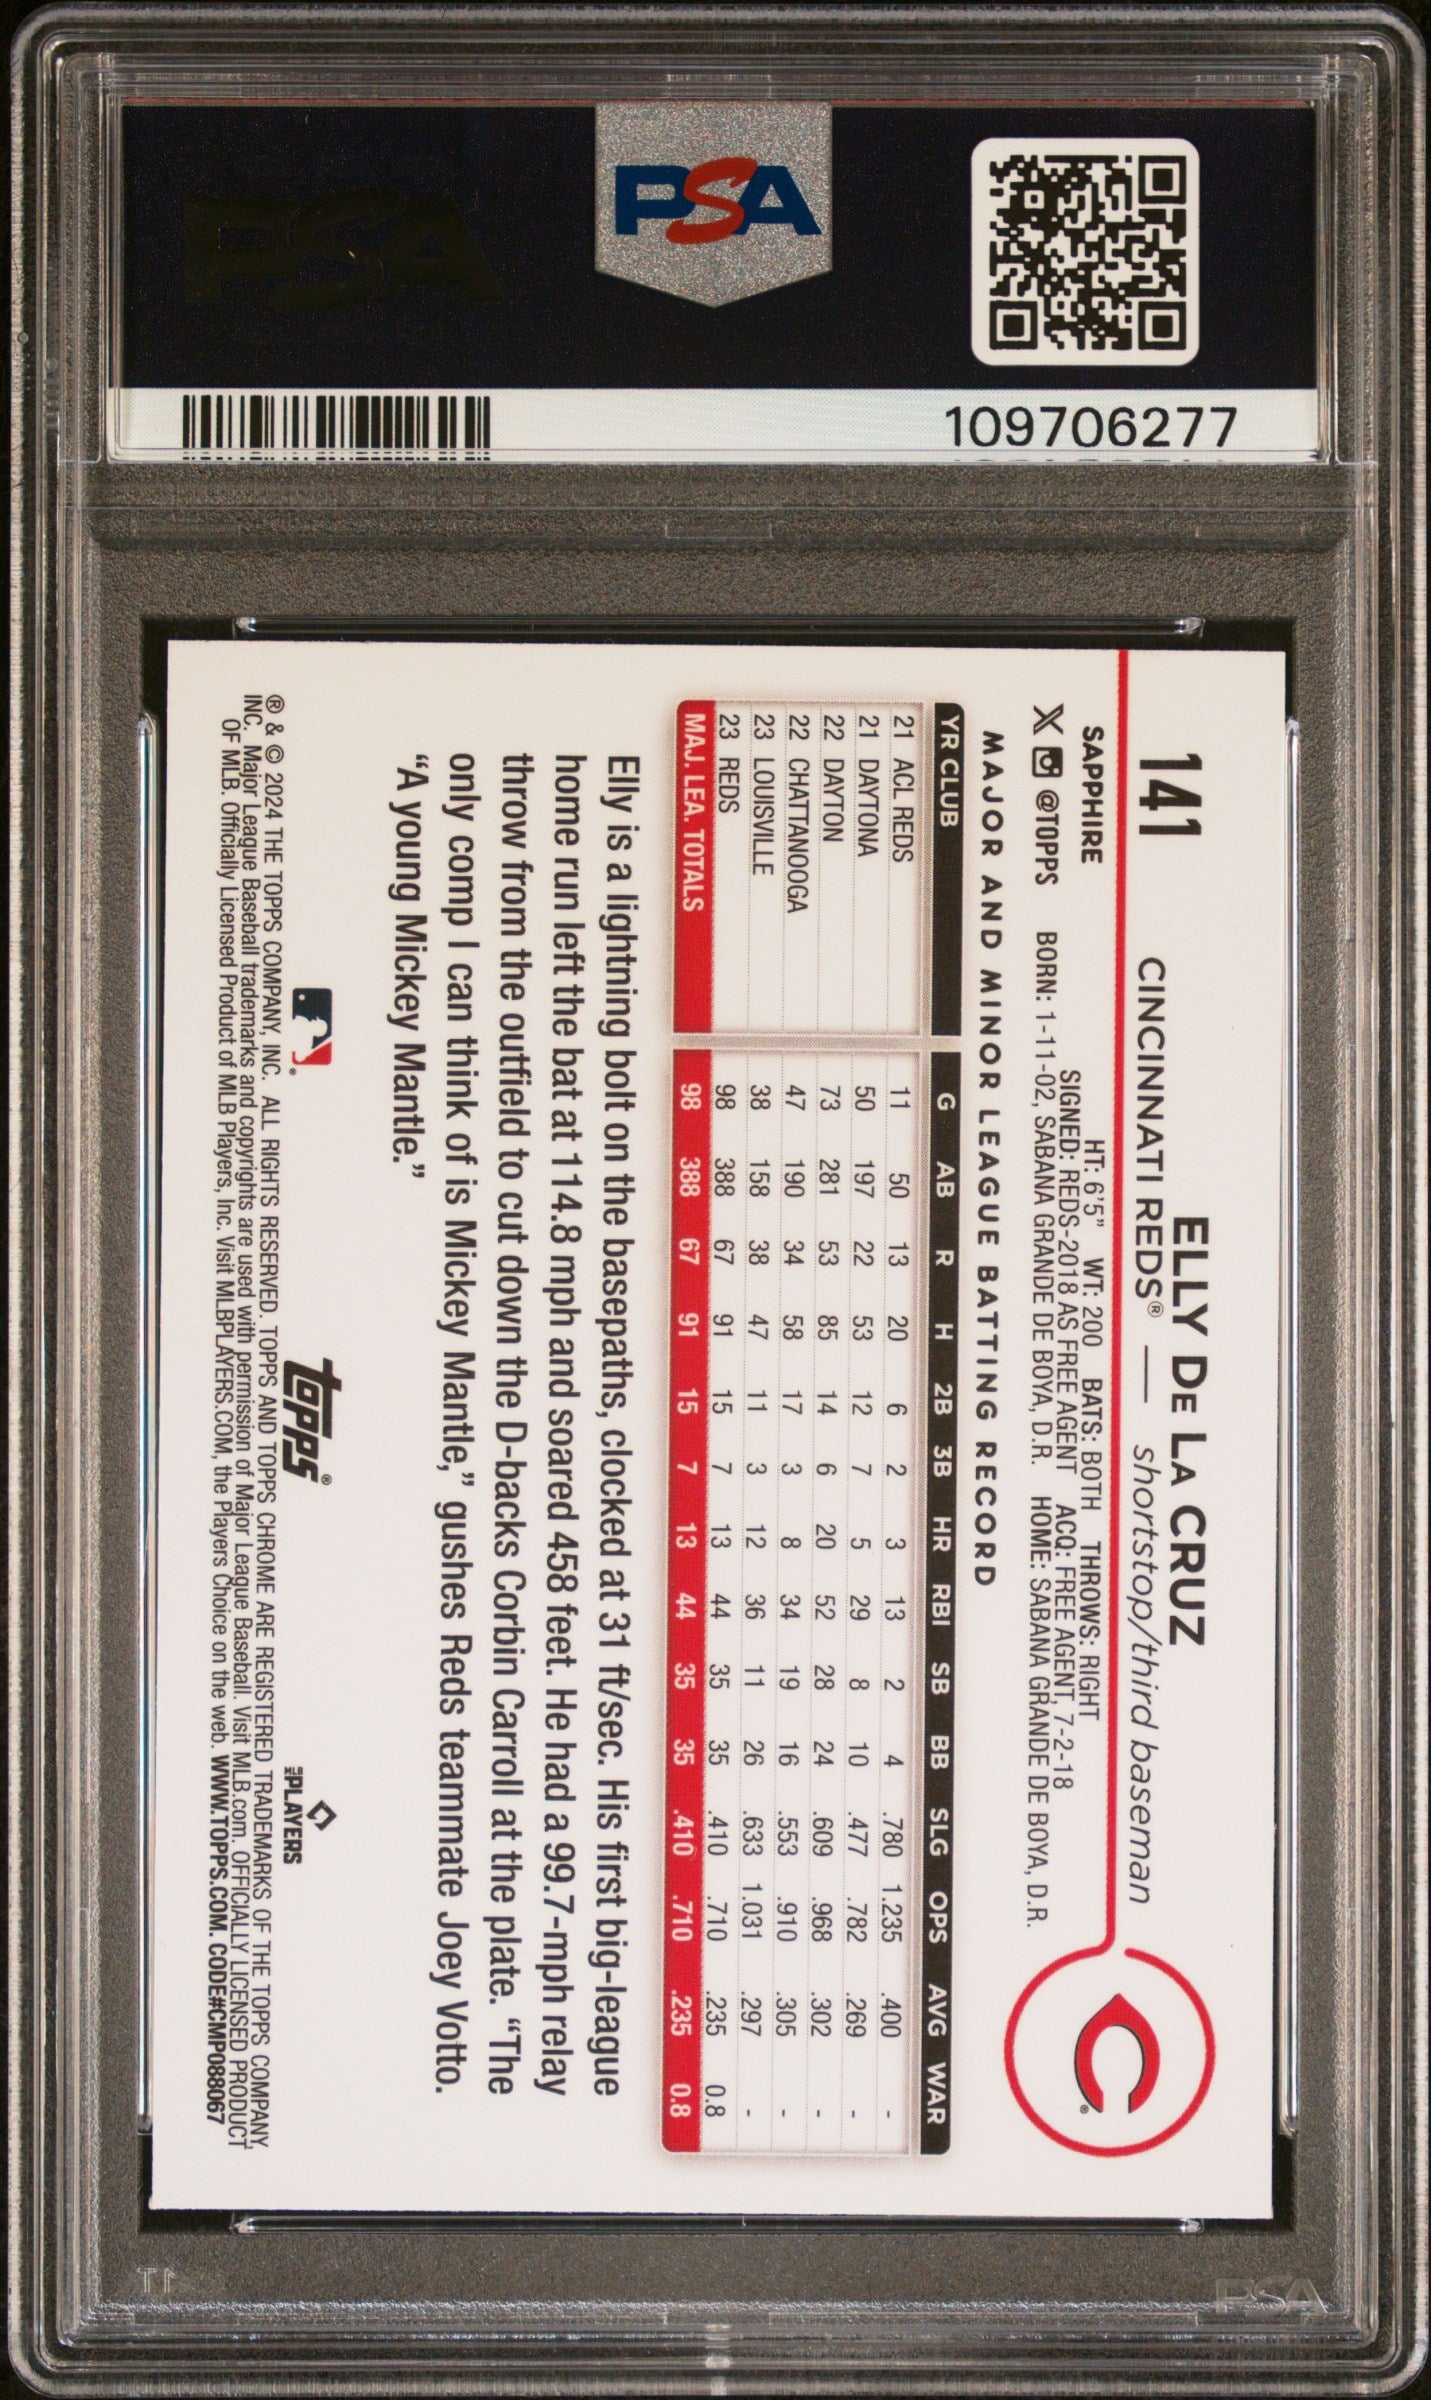 PSA
PSA
109706277
141
ELLY DE LA CRUZ
CINCINNATI REDS® — shortstop/third baseman
SAPPHIRE
HT: 6'5" WT: 200 BATS: BOTH THROWS: RIGHT
SIGNED: REDS-2018 AS FREE AGENT ACQ: FREE AGENT, 7-2-18
X @TOPPS BORN: 1-11-02, SABANA GRANDE DE BOYA, D.R. HOME: SABANA GRANDE DE BOYA, D.R.
C®
MAJOR AND MINOR LEAGUE BATTING RECORD
YR CLUB G AB R H 2B 3B HR RBI SB BB SLG OPS AVG WAR
21 ACL REDS 11 50 13 20 6 2 3 13 2 4 .780 1.235 .400 -
21 DAYTONA 50 197 22 53 12 7 5 29 8 10 .477 .782 .269 -
22 DAYTON 73 281 53 85 14 6 20 52 28 24 .609 .968 .302 -
22 CHATTANOOGA 47 190 34 58 17 3 8 34 19 16 .553 .910 .305 -
23 LOUISVILLE 38 158 38 47 11 3 12 36 11 26 .633 1.031 .297 -
23 REDS 98 388 67 91 15 7 13 44 35 35 .410 .710 .235 0.8
MAJ. LEA. TOTALS 98 388 67 91 15 7 13 44 35 35 .410 .710 .235 0.8
Elly is a lightning bolt on the basepaths, clocked at 31 ft/sec. His first big-league
home run left the bat at 114.8 mph and soared 458 feet. He had a 99.7-mph relay
throw from the outfield to cut down the D-backs Corbin Carroll at the plate. “The
only comp I can think of is Mickey Mantle,” gushes Reds teammate Joey Votto.
“A young Mickey Mantle.”
® topps® MLBPLAYERS
® & © 2024 THE TOPPS COMPANY, INC. ALL RIGHTS RESERVED. TOPPS AND TOPPS CHROME ARE REGISTERED TRADEMARKS OF THE TOPPS COMPANY,
INC. Major League Baseball trademarks and copyrights are used with permission of Major League Baseball. Visit MLB.com. OFFICIALLY LICENSED PRODUCT
OF MLB. Officially Licensed Product of MLB Players, Inc. Visit MLBPLAYERS.COM, the Players Choice on the web. WWW.TOPPS.COM. CODE#CMP088067
PSA